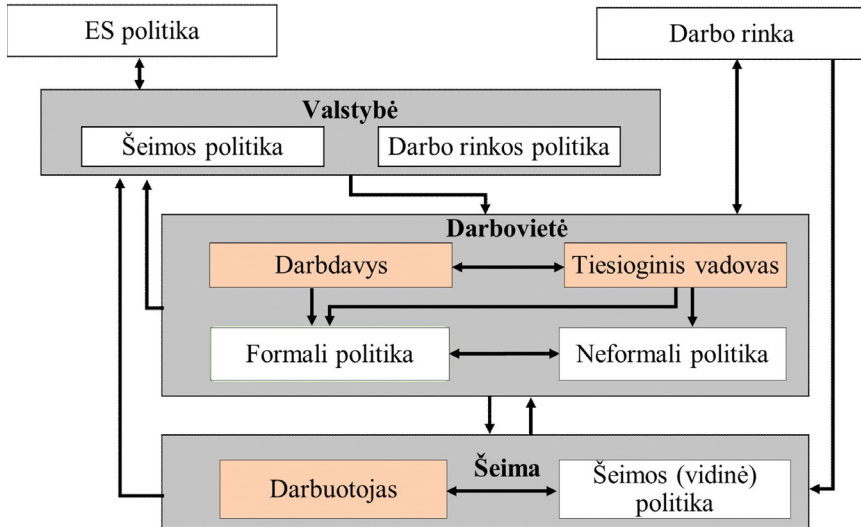 ES politika
Darbo rinka
Valstybė
Šeimos politika
Darbo rinkos politika
Darbovietė
Darbdavys
Tiesioginis vadovas
Formali politika
Neformali politika
Šeima
Darbuotojas
Šeimos (vidinė)
politika